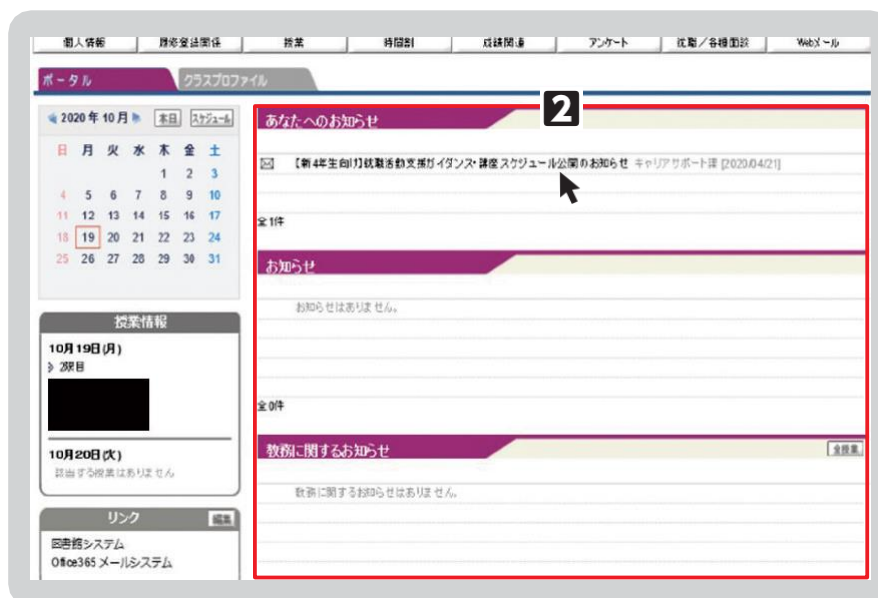 個人情報 履修登録関係 授業 時間割 成績関連 アンケート 就職／各種面談 Webメール
ポータル クラスプロファイル
2020年10月 本日 スケジュール
日 月 火 水 木 金 土
1 2 3
4 5 6 7 8 9 10
11 12 13 14 15 16 17
18 19 20 21 22 23 24
25 26 27 28 29 30 31
授業情報
10月19日(月)
2限目
10月20日(火)
該当する授業はありません
リンク 編集
図書館システム
Office365メールシステム
2
あなたへのお知らせ
【新4年生向け】就職活動支援ガイダンス・講座スケジュール公開のお知らせ キャリアサポート課 [2020/04/21]
全1件
お知らせ
お知らせはありません。
全0件
教務に関するお知らせ 全授業
教務に関するお知らせはありません。